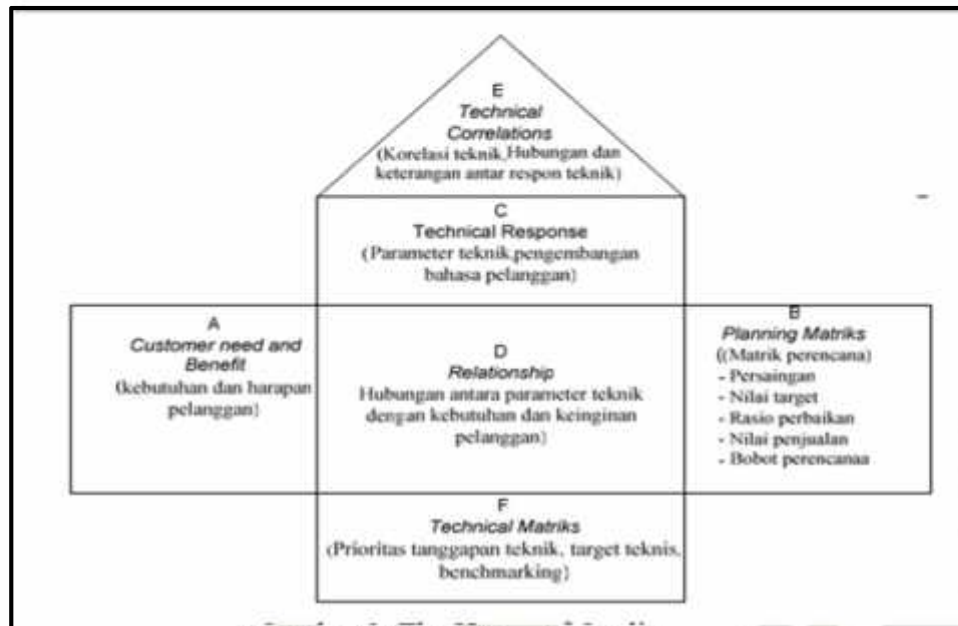 E
Technical
Correlations
(Korelasi teknik,Hubungan dan
keterangan antar respon teknik)
C
Technical Response
(Parameter teknik,pengembangan
bahasa pelanggan)
A
Customer need and
Benefit
(kebutuhan dan harapan
pelanggan)
D
Relationship
Hubungan antara parameter teknik
dengan kebutuhan dan keinginan
pelanggan)
B
Planning Matriks
((Matrik perencana)
- Persaingan
- Nilai target
- Rasio perbaikan
- Nilai penjualan
- Bobot perencanaa
F
Technical Matriks
(Prioritas tanggapan teknik, target teknis,
benchmarking)